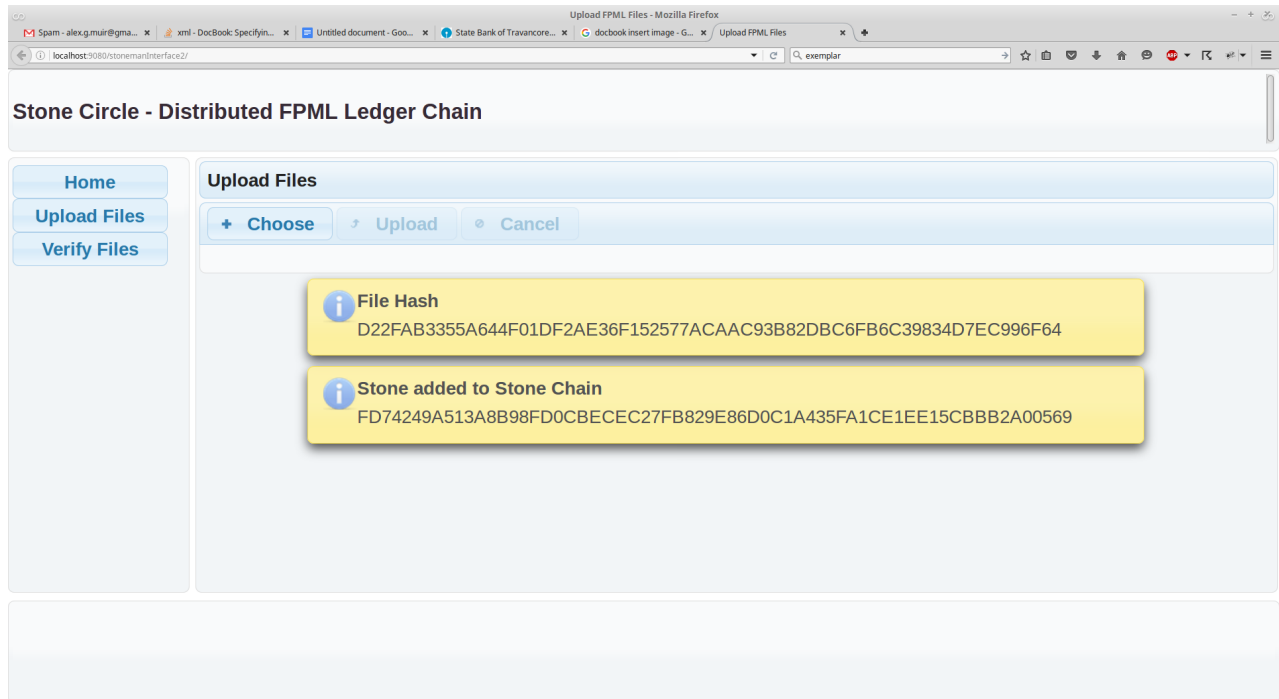 Upload FPML Files - Mozilla Firefox
Spam - alex.g.muir@gma... xml - DocBook: Specifyin... Untitled document - Goo... State Bank of Travancore... docbook insert image - G... Upload FPML Files
localhost:9080/stonemanInterface2/ exemplar ABP
Stone Circle - Distributed FPML Ledger Chain
Home
Upload Files
Verify Files
Upload Files
Choose Upload Cancel
File Hash
D22FAB3355A644F01DF2AE36F152577ACAAC93B82DBC6FB6C39834D7EC996F64
Stone added to Stone Chain
FD74249A513A8B98FD0CBECEC27FB829E86D0C1A435FA1CE1EE15CBBB2A00569